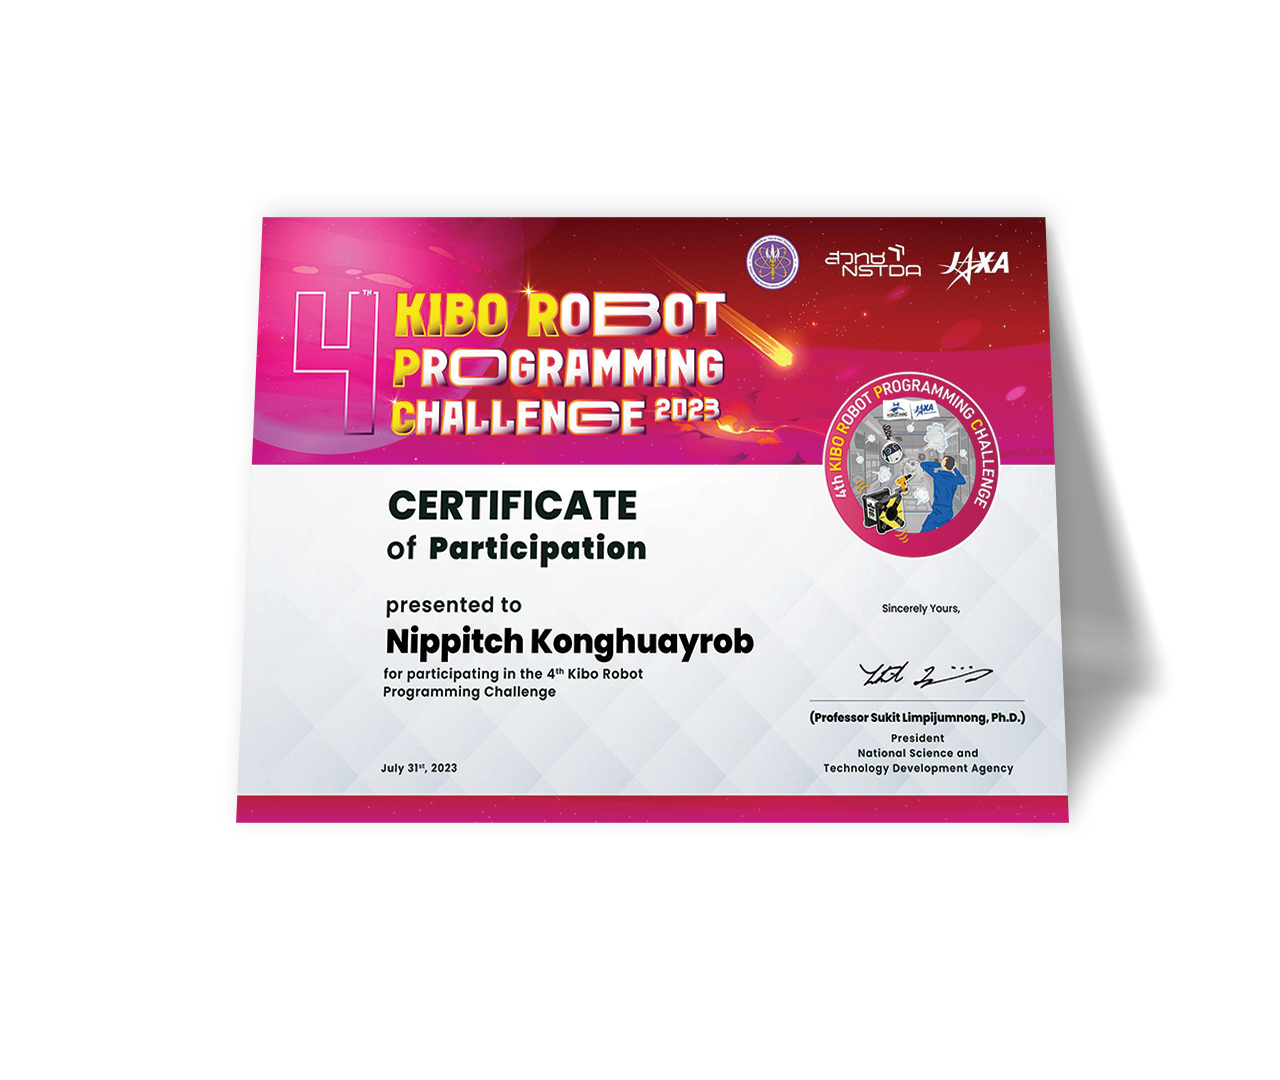 สวทช
NSTDA
JAXA
4TH KIBO ROBOT
PROGRAMMING
CHALLENGE 2023
4th KIBO ROBOT PROGRAMMING CHALLENGE
JAXA
CERTIFICATE
of Participation
presented to
Nippitch Konghuayrob
for participating in the 4th Kibo Robot
Programming Challenge
July 31st, 2023
Sincerely Yours,
(Professor Sukit Limpijumnong, Ph.D.)
President
National Science and
Technology Development Agency